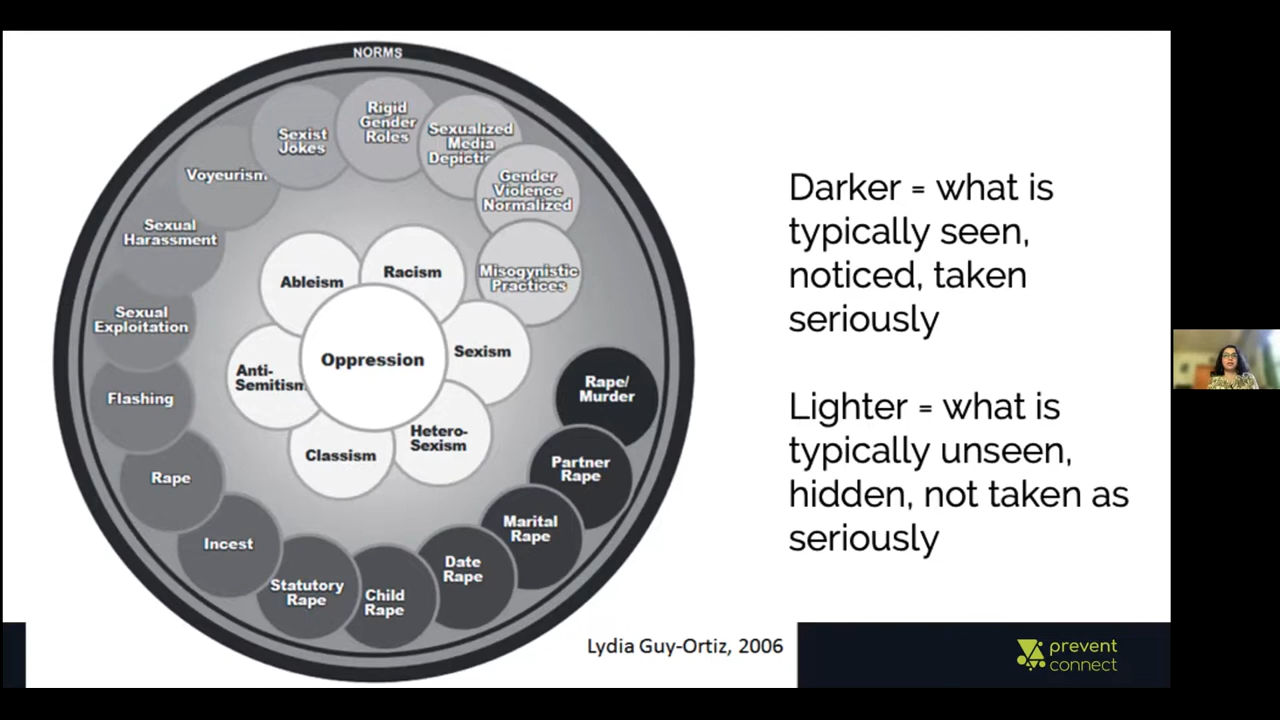 NORMS
Rigid
Gender
Roles
Sexualized
Media
Gender
Violence
Normalized
Misogynistic
Practices
Sexist
Jokes
Voyeurism
Sexual
Harassment
Sexual
Exploitation
Flashing
Rape
Incest
Statutory
Rape
Child
Rape
Date
Rape
Marital
Rape
Partner
Rape
Rape/
Murder
Ableism
Racism
Sexism
Hetero-
Sexism
Classism
Anti-
Semitism
Oppression
Darker = what is
typically seen,
noticed, taken
seriously
Lighter = what is
typically unseen,
hidden, not taken as
seriously
Lydia Guy-Ortiz, 2006
prevent
connect